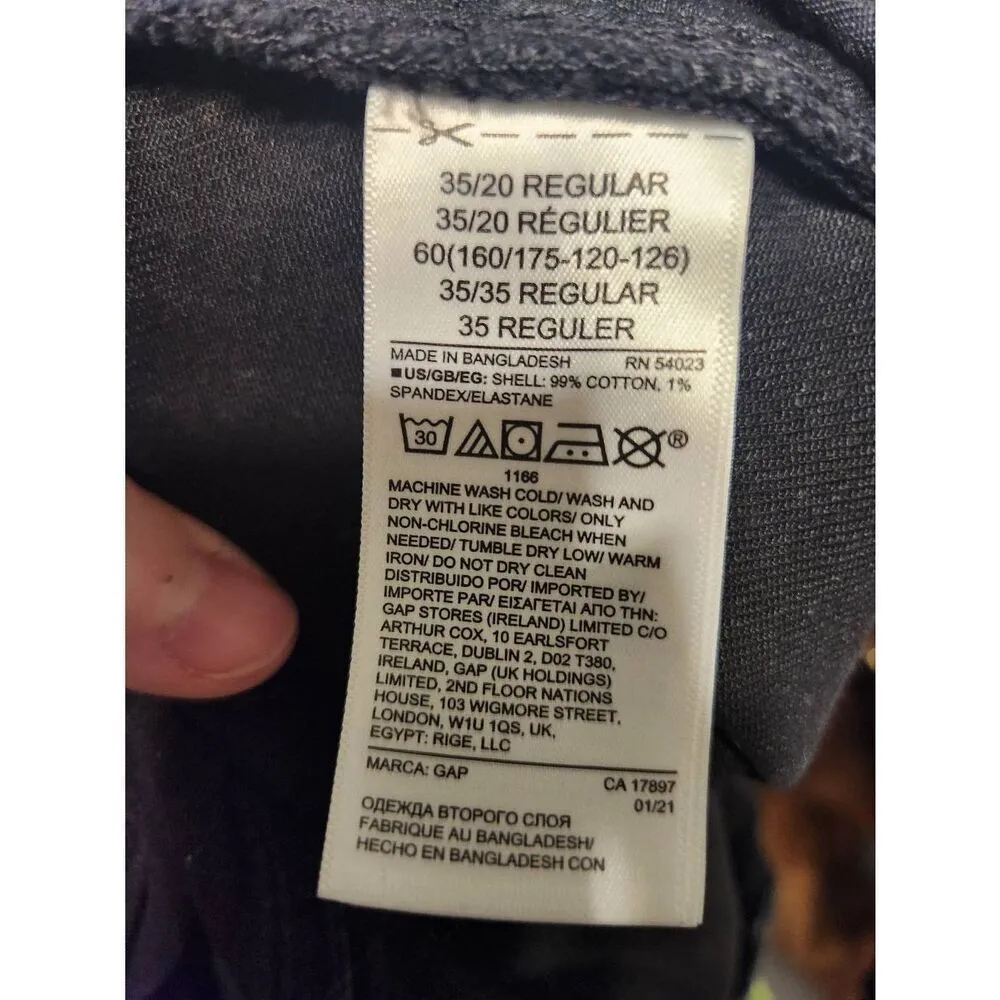 35/20 REGULAR
35/20 RÉGULIER
60(160/175-120-126)
35/35 REGULAR
35 REGULER
MADE IN BANGLADESH RN 54023
■US/GB/EG: SHELL: 99% COTTON, 1%
SPANDEX/ELASTANE
30 ®
1166
MACHINE WASH COLD/ WASH AND
DRY WITH LIKE COLORS/ ONLY
NON-CHLORINE BLEACH WHEN
NEEDED/ TUMBLE DRY LOW/ WARM
IRON/ DO NOT DRY CLEAN
DISTRIBUIDO POR/ IMPORTED BY/
IMPORTE PAR/ ΕΙΣΑΓΕΤΑΙ ΑΠΟ ΤΗΝ:
GAP STORES (IRELAND) LIMITED C/O
ARTHUR COX, 10 EARLSFORT
TERRACE, DUBLIN 2, D02 T380,
IRELAND, GAP (UK HOLDINGS)
LIMITED, 2ND FLOOR NATIONS
HOUSE, 103 WIGMORE STREET,
LONDON, W1U 1QS, UK,
EGYPT: RIGE, LLC
MARCA: GAP CA 17897
01/21
ОДЕЖДА ВТОРОГО СЛОЯ
FABRIQUE AU BANGLADESH/
HECHO EN BANGLADESH CON